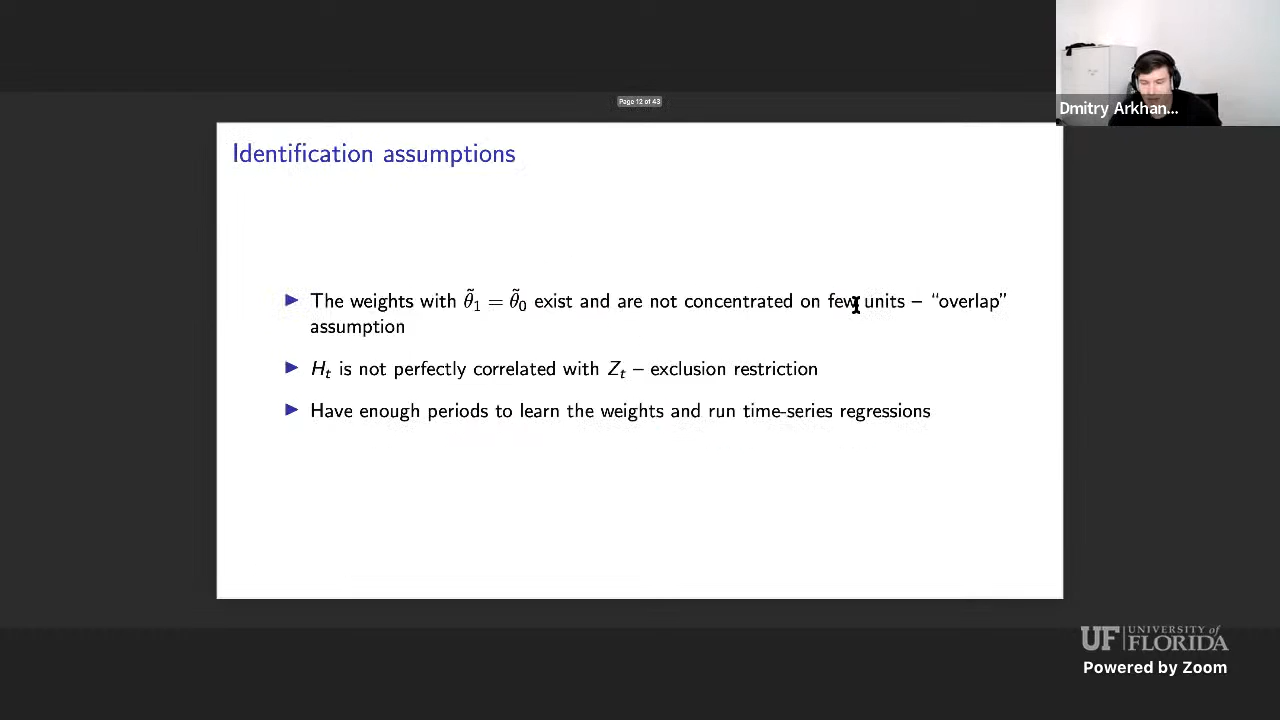 Page 12 of 43
Dmitry Arkhan...
Identification assumptions
▶ The weights with θ̃₁ = θ̃₀ exist and are not concentrated on few units – “overlap”
assumption
▶ Hₜ is not perfectly correlated with Zₜ – exclusion restriction
▶ Have enough periods to learn the weights and run time-series regressions
UF UNIVERSITY of
FLORIDA
Powered by Zoom